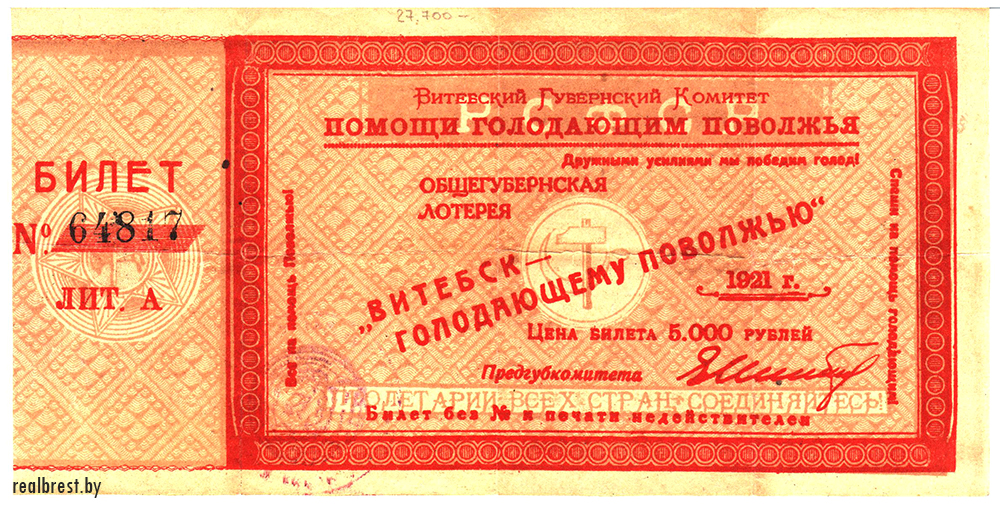 27,700 —
БИЛЕТ
№ 64817
ЛИТ. А
РСФСР
Витебский Губернский Комитет
ПОМОЩИ ГОЛОДАЮЩИМ ПОВОЛЖЬЯ
Дружными усилиями мы победим голод!
ОБЩЕГУБЕРНСКАЯ
ЛОТЕРЕЯ
„ВИТЕБСК—
ГОЛОДАЮЩЕМУ ПОВОЛЖЬЮ“
1921 г.
Цена билета 5.000 рублей
Предгубкомитета
ПРОЛЕТАРИИ ВСЕХ СТРАН СОЕДИНЯЙТЕСЬ!
Билет без № и печати недействителен
Все на помощь Поволжью!
Спеши на помощь голодающим!
realbrest.by